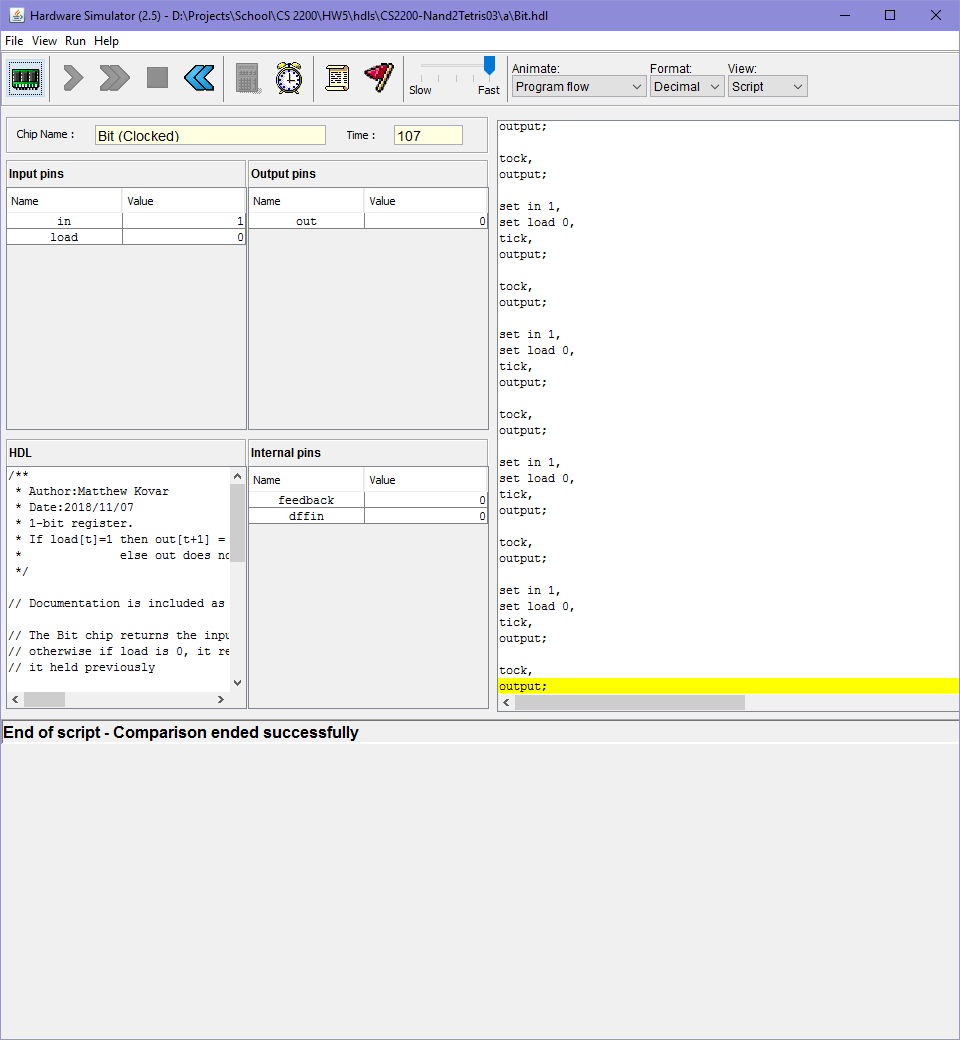 Hardware Simulator (2.5) - D:\Projects\School\CS 2200\HW5\hdls\CS2200-Nand2Tetris03\a\Bit.hdl
File View Run Help
Slow Fast
Animate: Format: View:
Program flow Decimal Script
Chip Name : Bit (Clocked) Time : 107
Input pins
Name Value
in 1
load 0
Output pins
Name Value
out 0
HDL
/**
* Author:Matthew Kovar
* Date:2018/11/07
* 1-bit register.
* If load[t]=1 then out[t+1] =
* else out does no
*/
// Documentation is included as
// The Bit chip returns the inpu
// otherwise if load is 0, it re
// it held previously
Internal pins
Name Value
feedback 0
dffin 0
output;
tock,
output;
set in 1,
set load 0,
tick,
output;
tock,
output;
set in 1,
set load 0,
tick,
output;
tock,
output;
set in 1,
set load 0,
tick,
output;
tock,
output;
set in 1,
set load 0,
tick,
output;
tock,
output;
End of script - Comparison ended successfully